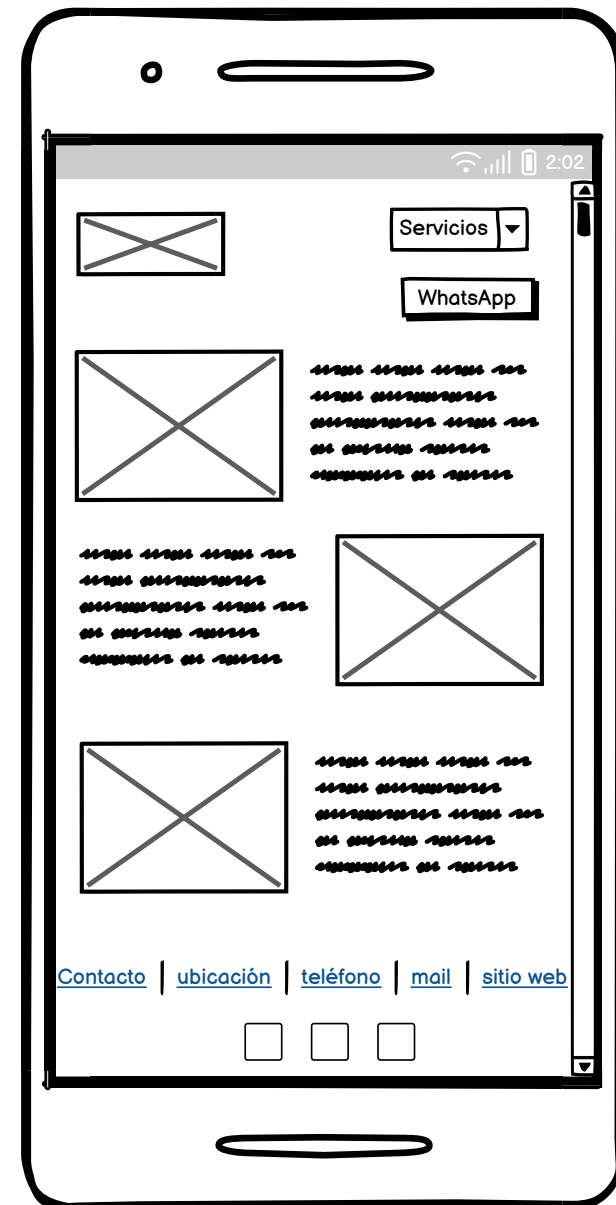 2:02
Servicios
WhatsApp
Contacto | ubicación | teléfono | mail | sitio web